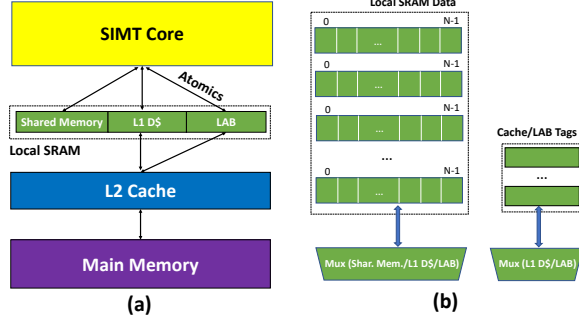 SIMT Core
Atomics
Shared Memory L1 D$ LAB
Local SRAM
L2 Cache
Main Memory
(a)
Local SRAM Data
0 N-1
...
0 N-1
...
0 N-1
...
...
0 N-1
...
Mux (Shar. Mem./L1 D$/LAB)
Cache/LAB Tags
...
Mux (L1 D$/LAB)
(b)